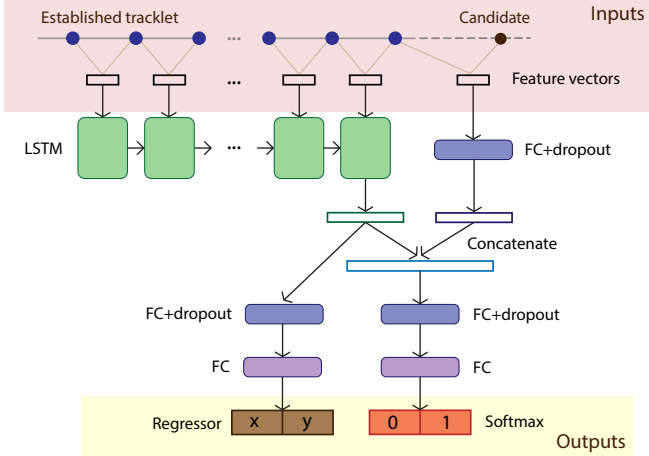 Established tracklet
Candidate
Inputs
...
...
Feature vectors
LSTM
...
FC+dropout
Concatenate
FC+dropout
FC+dropout
FC
FC
Regressor
x
y
0
1
Softmax
Outputs